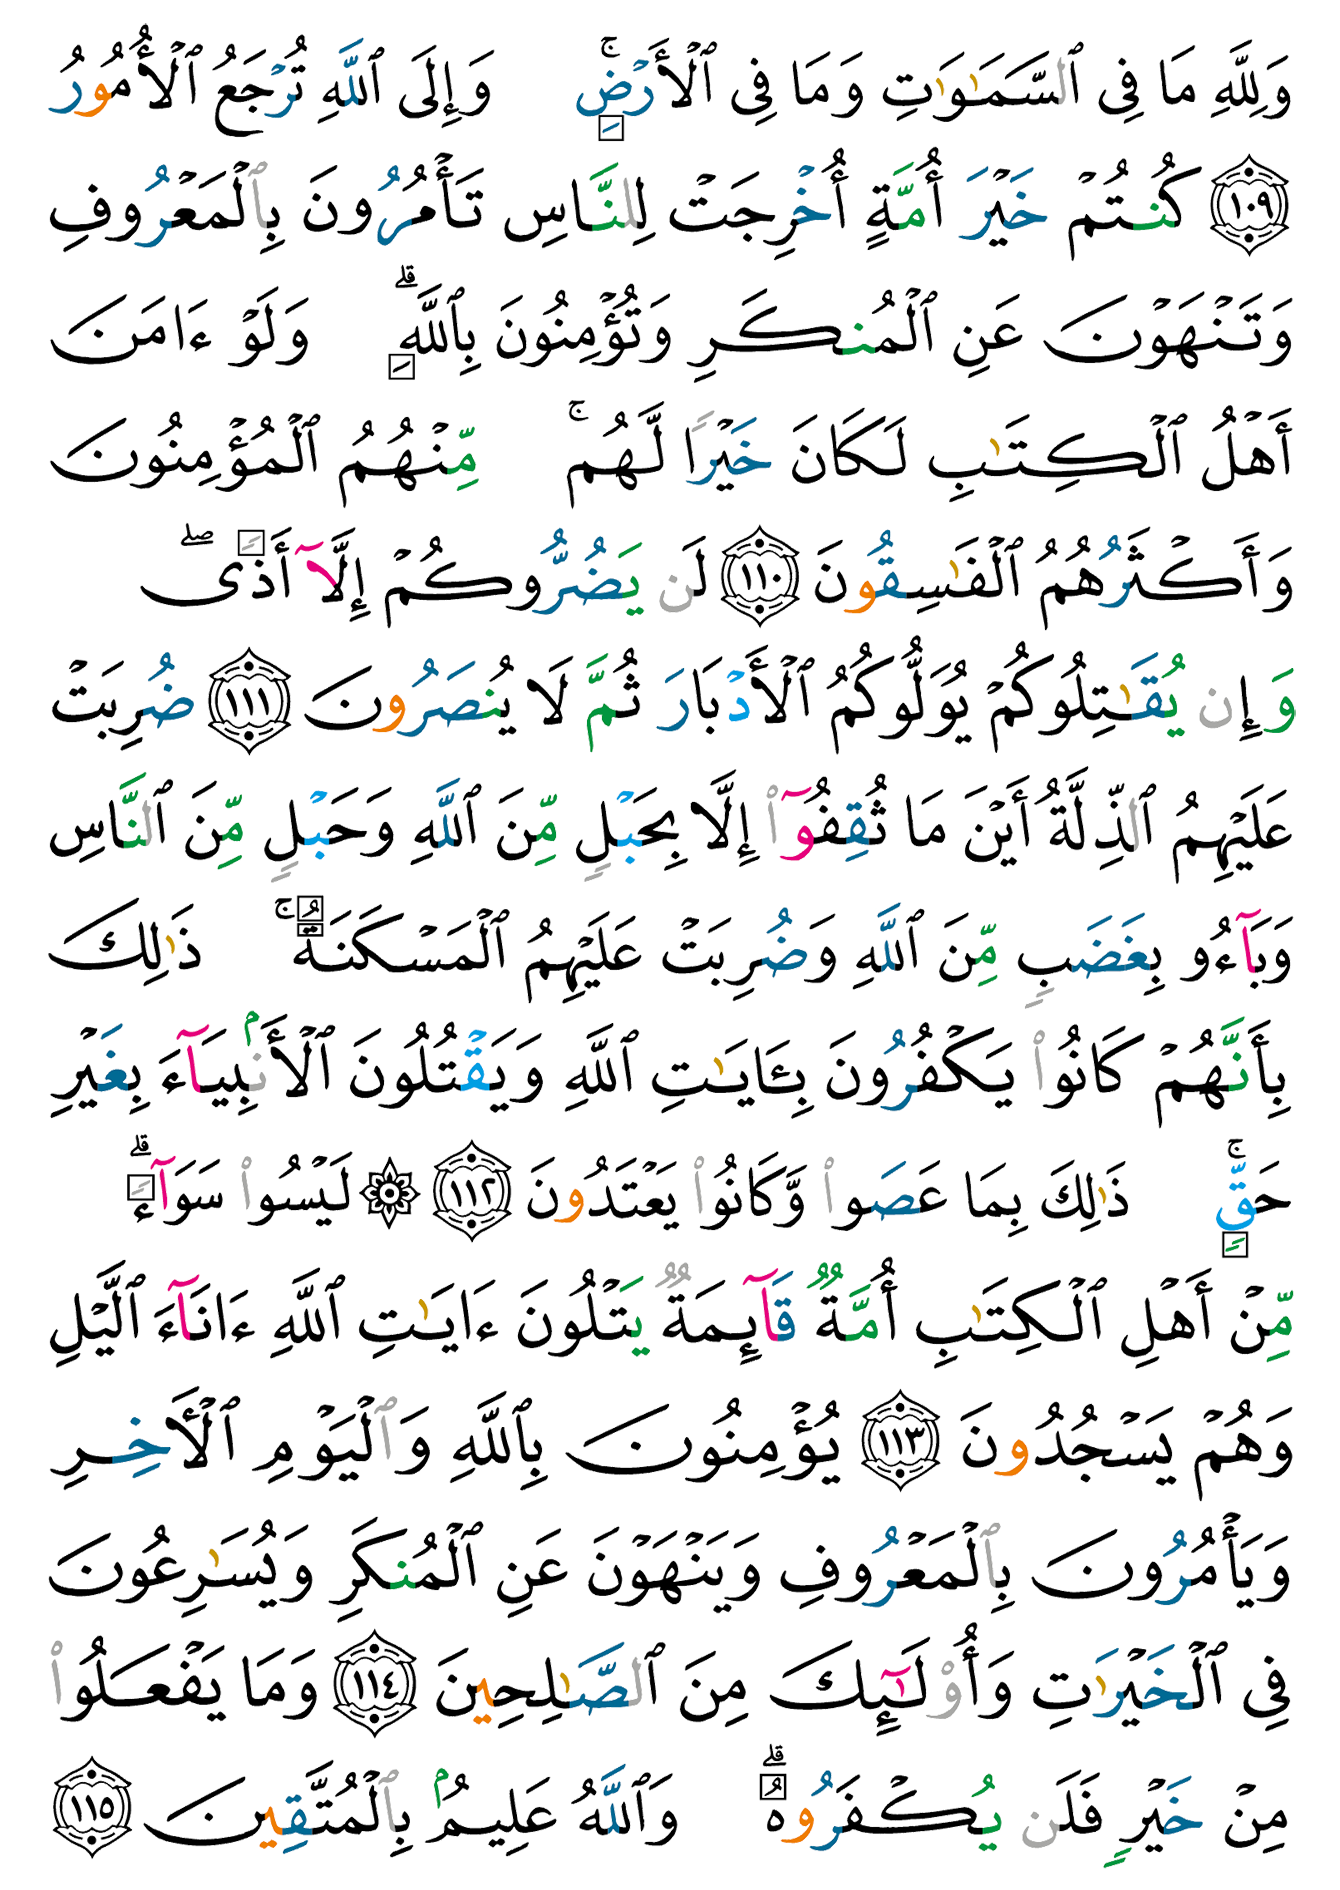 وَلِلَّهِ مَا فِى ٱلسَّمَـٰوَٰتِ وَمَا فِى ٱلْأَرْضِ ۚ وَإِلَى ٱللَّهِ تُرْجَعُ ٱلْأُمُورُ
١٠٩ كُنتُمْ خَيْرَ أُمَّةٍ أُخْرِجَتْ لِلنَّاسِ تَأْمُرُونَ بِٱلْمَعْرُوفِ
وَتَنْهَوْنَ عَنِ ٱلْمُنكَرِ وَتُؤْمِنُونَ بِٱللَّهِ ۗ وَلَوْ ءَامَنَ
أَهْلُ ٱلْكِتَـٰبِ لَكَانَ خَيْرًا لَّهُم ۚ مِّنْهُمُ ٱلْمُؤْمِنُونَ
وَأَكْثَرُهُمُ ٱلْفَـٰسِقُونَ ١١٠ لَن يَضُرُّوكُمْ إِلَّآ أَذًى ۖ
وَإِن يُقَـٰتِلُوكُمْ يُوَلُّوكُمُ ٱلْأَدْبَارَ ثُمَّ لَا يُنصَرُونَ ١١١ ضُرِبَتْ
عَلَيْهِمُ ٱلذِّلَّةُ أَيْنَ مَا ثُقِفُوٓا۟ إِلَّا بِحَبْلٍ مِّنَ ٱللَّهِ وَحَبْلٍ مِّنَ ٱلنَّاسِ
وَبَآءُو بِغَضَبٍ مِّنَ ٱللَّهِ وَضُرِبَتْ عَلَيْهِمُ ٱلْمَسْكَنَةُ ۚ ذَٰلِكَ
بِأَنَّهُمْ كَانُوا۟ يَكْفُرُونَ بِـَٔايَـٰتِ ٱللَّهِ وَيَقْتُلُونَ ٱلْأَنۢبِيَآءَ بِغَيْرِ
حَقٍّ ۚ ذَٰلِكَ بِمَا عَصَوا۟ وَّكَانُوا۟ يَعْتَدُونَ ١١٢ ۞ لَيْسُوا۟ سَوَآءً ۗ
مِّنْ أَهْلِ ٱلْكِتَـٰبِ أُمَّةٌ قَآئِمَةٌ يَتْلُونَ ءَايَـٰتِ ٱللَّهِ ءَانَآءَ ٱلَّيْلِ
وَهُمْ يَسْجُدُونَ ١١٣ يُؤْمِنُونَ بِٱللَّهِ وَٱلْيَوْمِ ٱلْـَٔاخِرِ
وَيَأْمُرُونَ بِٱلْمَعْرُوفِ وَيَنْهَوْنَ عَنِ ٱلْمُنكَرِ وَيُسَـٰرِعُونَ
فِى ٱلْخَيْرَٰتِ وَأُو۟لَـٰٓئِكَ مِنَ ٱلصَّـٰلِحِينَ ١١٤ وَمَا يَفْعَلُوا۟
مِنْ خَيْرٍ فَلَن يُكْفَرُوهُ ۗ وَٱللَّهُ عَلِيمٌۢ بِٱلْمُتَّقِينَ ١١٥